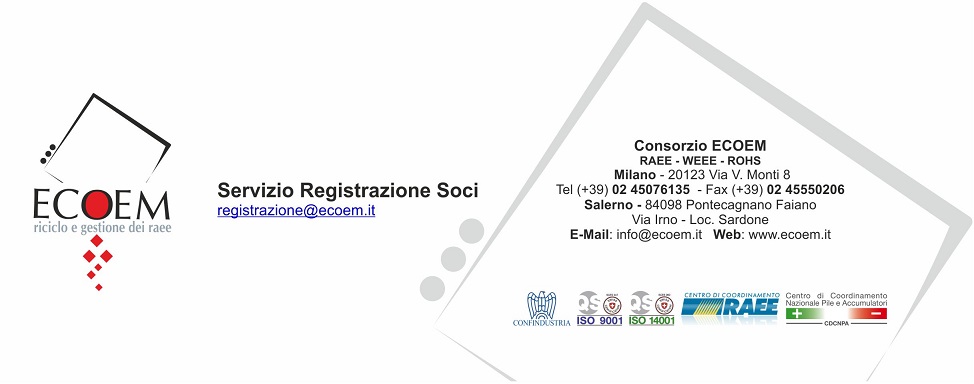 ECOEM
riciclo e gestione dei raee
Servizio Registrazione Soci
registrazione@ecoem.it
Consorzio ECOEM
RAEE - WEEE - ROHS
Milano - 20123 Via V. Monti 8
Tel (+39) 02 45076135 - Fax (+39) 02 45550206
Salerno - 84098 Pontecagnano Faiano
Via Irno - Loc. Sardone
E-Mail: info@ecoem.it Web: www.ecoem.it
CONFINDUSTRIA
ISO 9001
ISO 14001
CENTRO DI COORDINAMENTO
RAEE
Centro di Coordinamento
Nazionale Pile e Accumulatori
+ -
CDCNPA